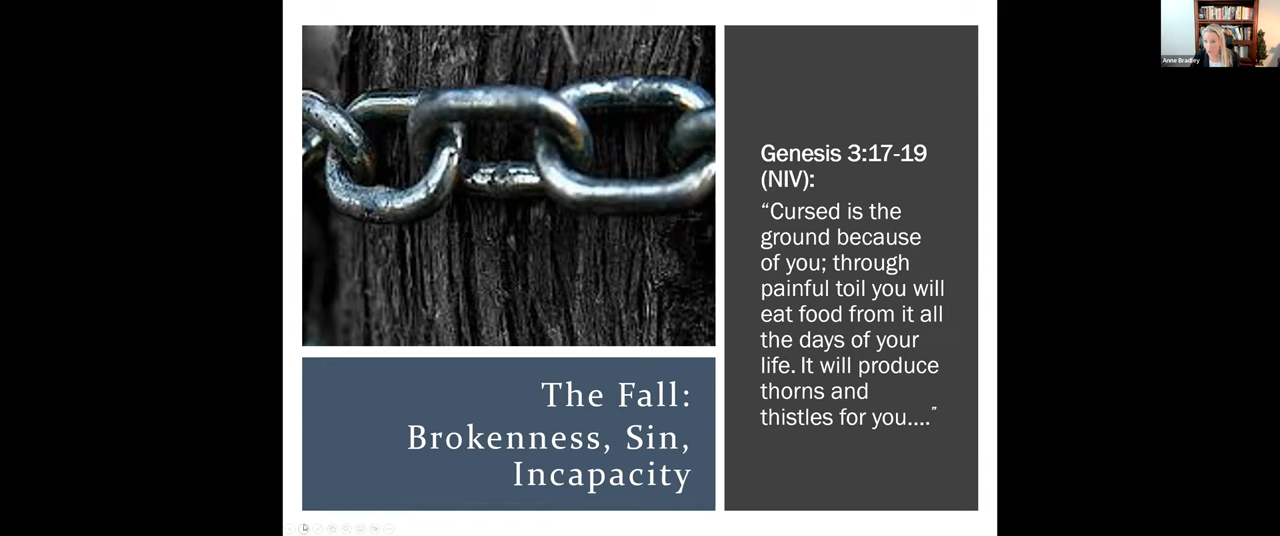 Anne Bradley
Genesis 3:17-19
(NIV):
“Cursed is the
ground because
of you; through
painful toil you will
eat food from it all
the days of your
life. It will produce
thorns and
thistles for you....”
The Fall:
Brokenness, Sin,
Incapacity